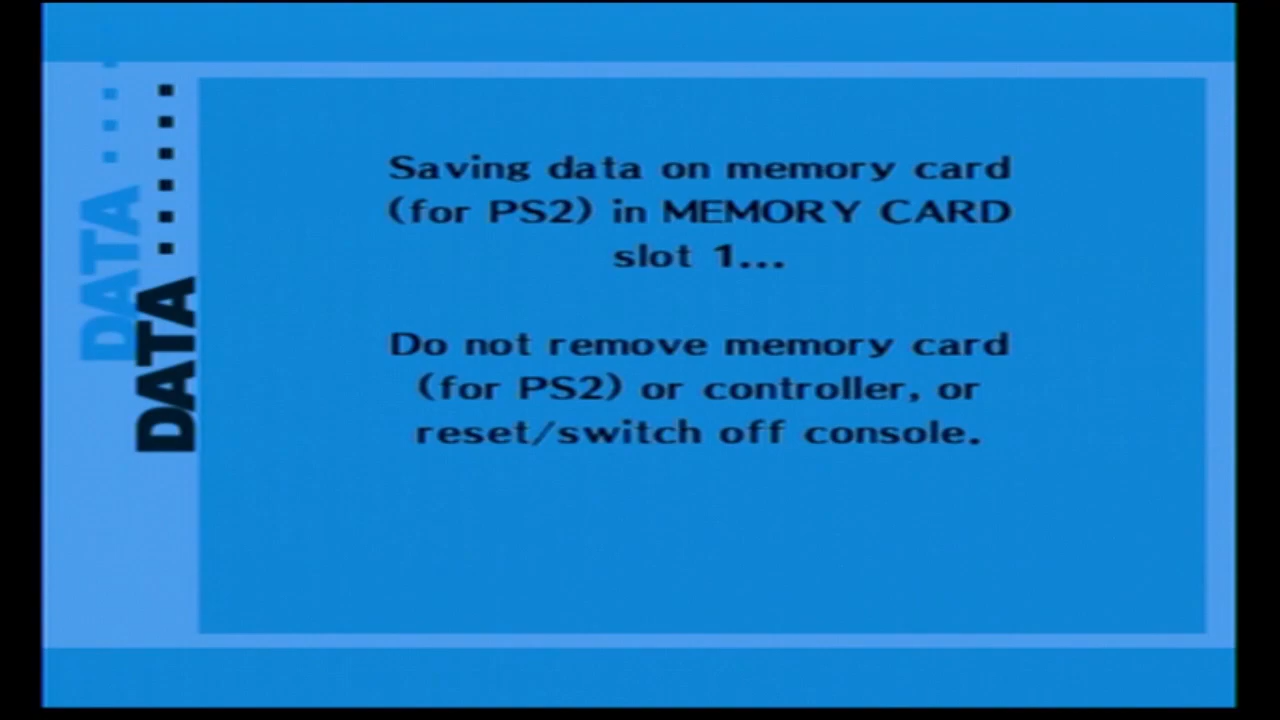 DATA
DATA
Saving data on memory card
(for PS2) in MEMORY CARD
slot 1...
Do not remove memory card
(for PS2) or controller, or
reset/switch off console.